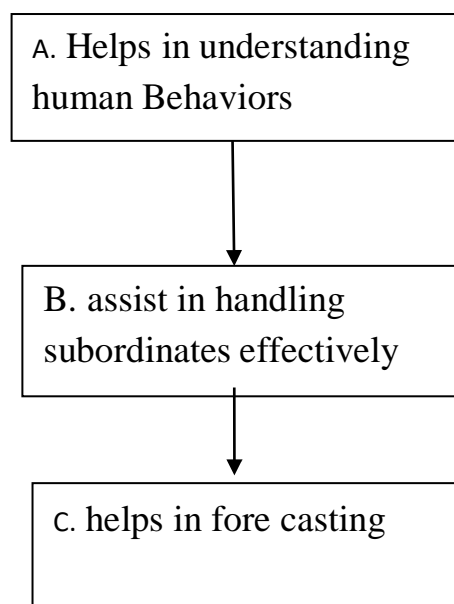 A. Helps in understanding
human Behaviors
B. assist in handling
subordinates effectively
C. helps in fore casting